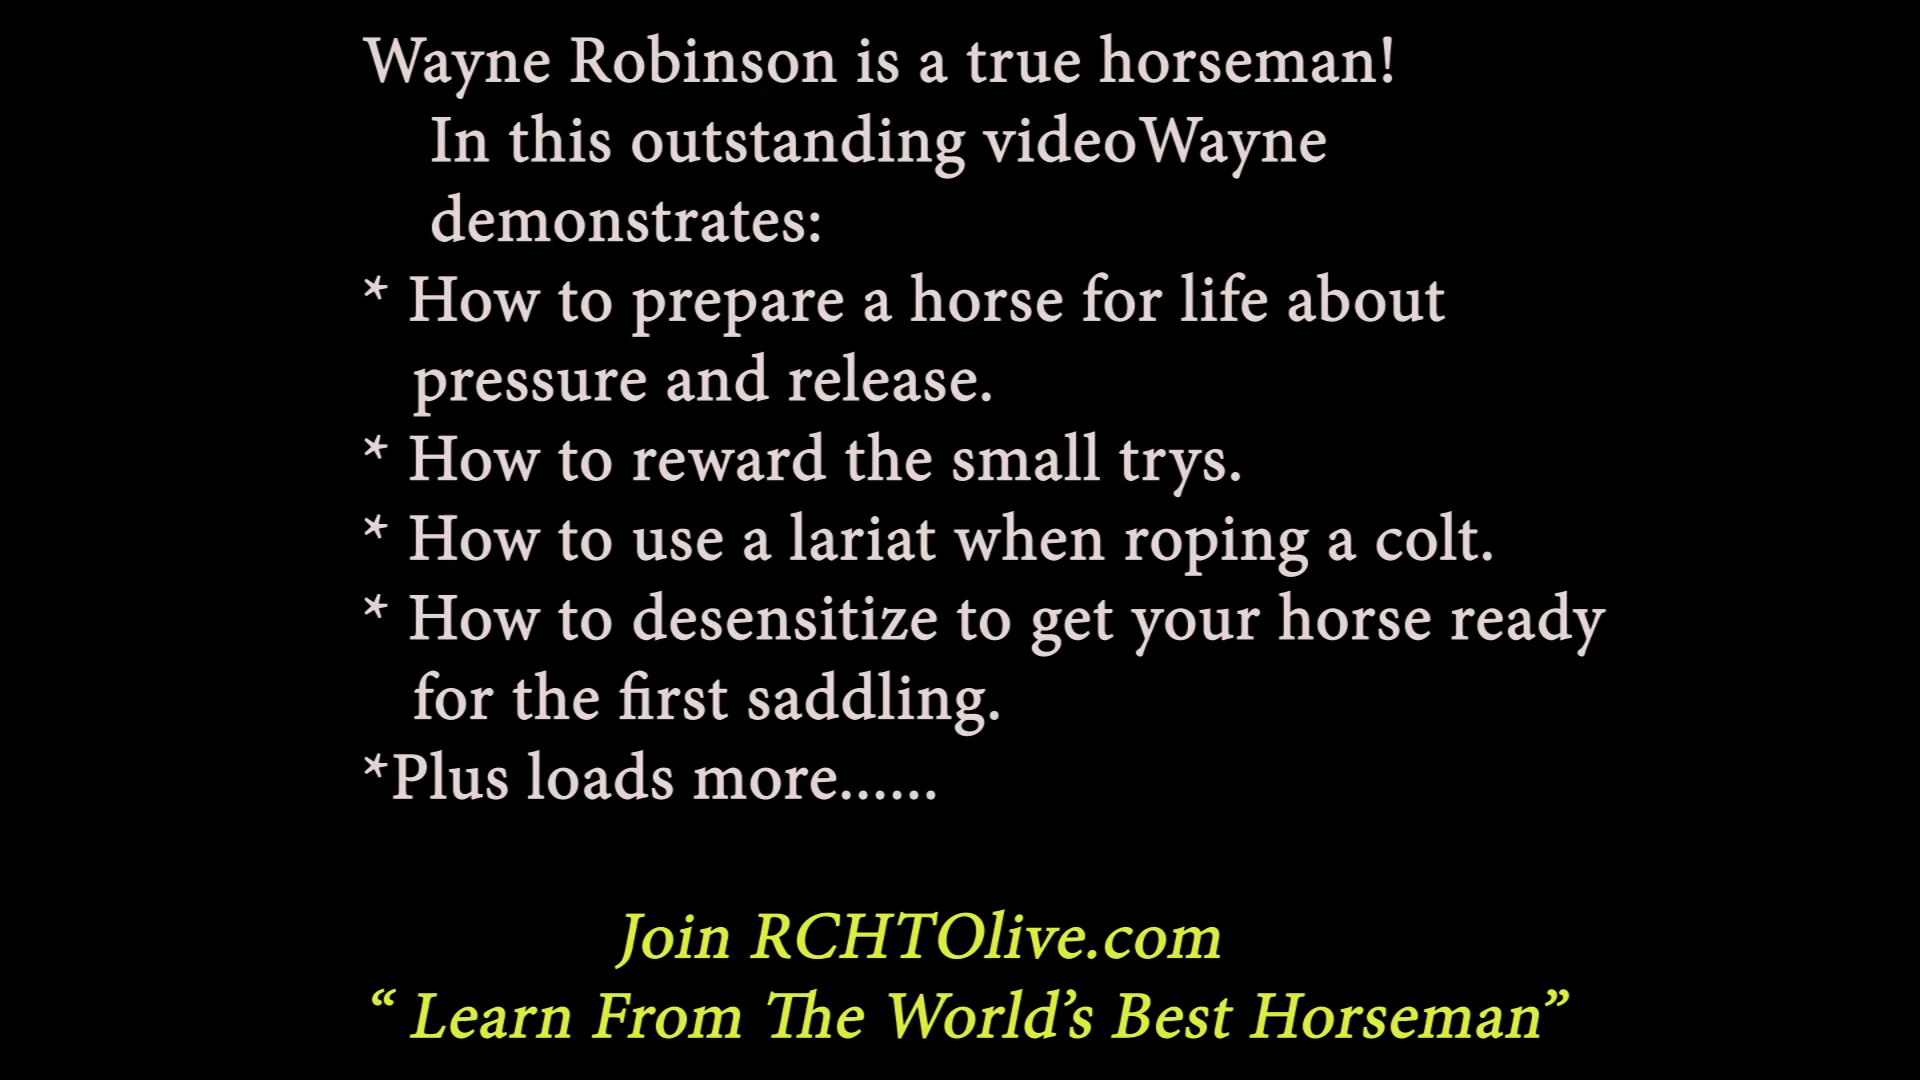 Wayne Robinson is a true horseman!
In this outstanding videoWayne
demonstrates:
* How to prepare a horse for life about
pressure and release.
* How to reward the small trys.
* How to use a lariat when roping a colt.
* How to desensitize to get your horse ready
for the first saddling.
*Plus loads more......
Join RCHTOlive.com
“ Learn From The World’s Best Horseman”